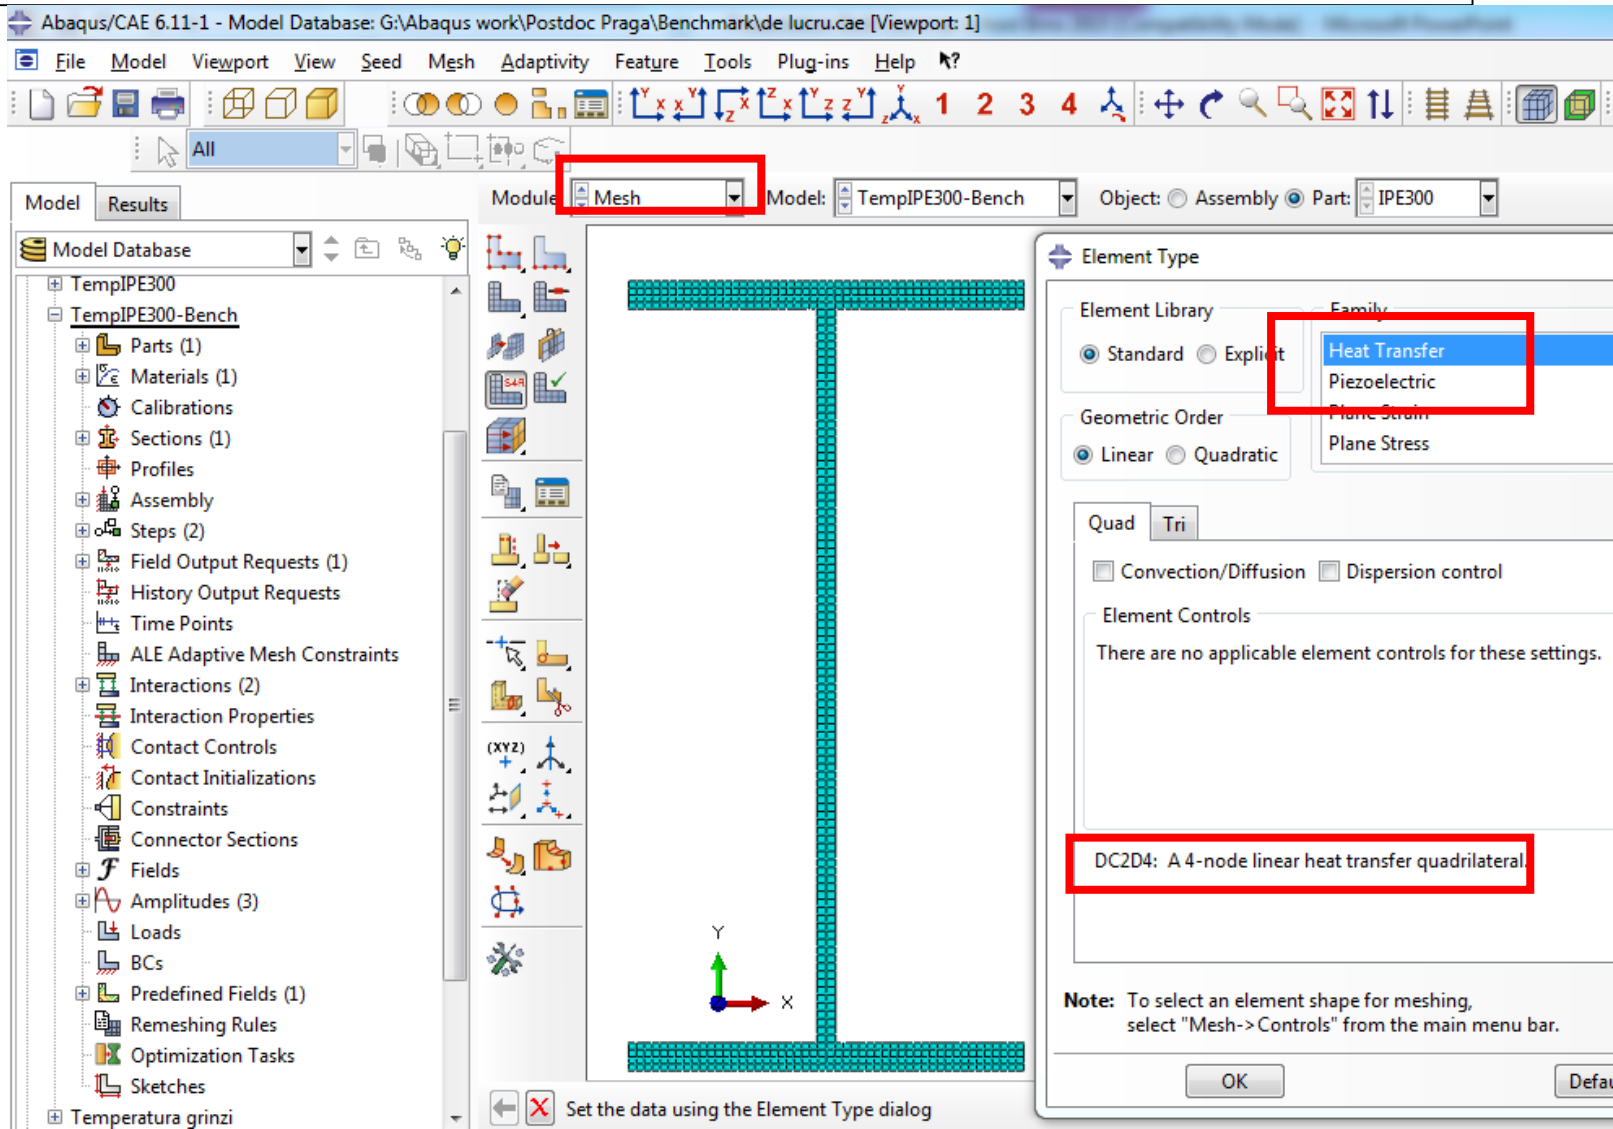 Abaqus/CAE 6.11-1 - Model Database: G:\Abaqus work\Postdoc Praga\Benchmark\de lucru.cae [Viewport: 1]
File Model Viewport View Seed Mesh Adaptivity Feature Tools Plug-ins Help
1 2 3 4
All
Model Results
Module Mesh Model: TempIPE300-Bench Object: Assembly Part: IPE300
Model Database
TempIPE300
TempIPE300-Bench
Parts (1)
Materials (1)
Calibrations
Sections (1)
Profiles
Assembly
Steps (2)
Field Output Requests (1)
History Output Requests
Time Points
ALE Adaptive Mesh Constraints
Interactions (2)
Interaction Properties
Contact Controls
Contact Initializations
Constraints
Connector Sections
Fields
Amplitudes (3)
Loads
BCs
Predefined Fields (1)
Remeshing Rules
Optimization Tasks
Sketches
Temperatura grinzi
(XYZ)
Y
X
Set the data using the Element Type dialog
Element Type
Element Library
Standard Explicit
Geometric Order
Linear Quadratic
Family
Heat Transfer
Piezoelectric
Plane Strain
Plane Stress
Quad Tri
Convection/Diffusion Dispersion control
Element Controls
There are no applicable element controls for these settings.
DC2D4: A 4-node linear heat transfer quadrilateral.
Note: To select an element shape for meshing,
select "Mesh->Controls" from the main menu bar.
OK Defau